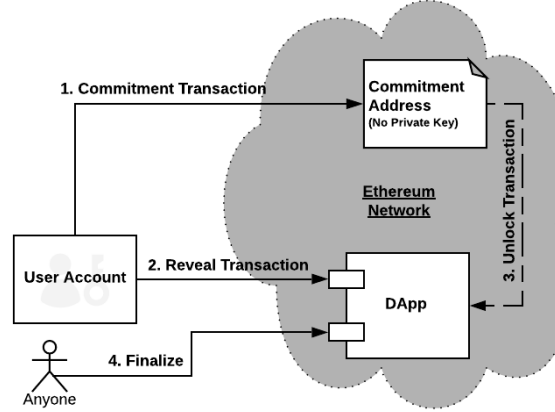 1. Commitment Transaction
Commitment
Address
(No Private Key)
3. Unlock Transaction
Ethereum
Network
User Account
2. Reveal Transaction
DApp
4. Finalize
Anyone